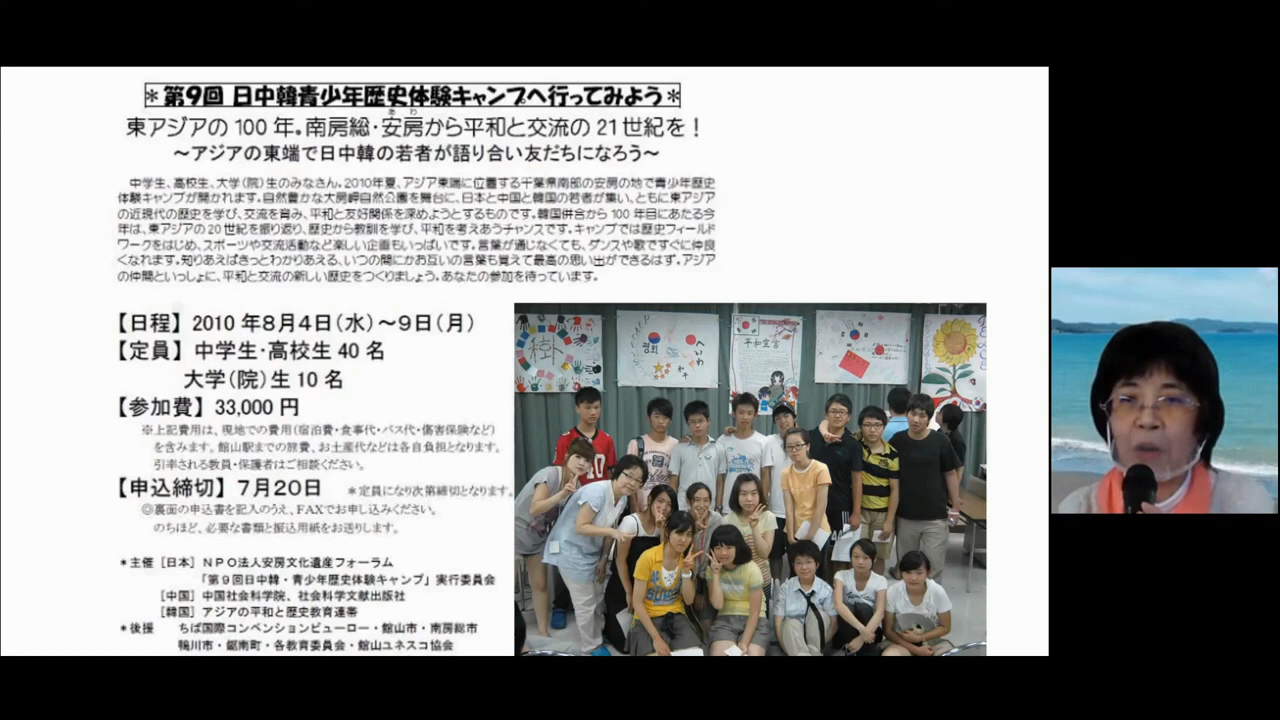 ＊第9回 日中韓青少年歴史体験キャンプへ行ってみよう＊
あわ
東アジアの100年。南房総・安房から平和と交流の21世紀を！
～アジアの東端で日中韓の若者が語り合い友だちになろう～
中学生、高校生、大学（院）生のみなさん。2010年夏、アジア東端に位置する千葉県南部の安房の地で青少年歴史
体験キャンプが開かれます。自然豊かな大房岬自然公園を舞台に、日本と中国と韓国の若者が集い、ともに東アジア
の近現代の歴史を学び、交流を育み、平和と友好関係を深めようとするものです。韓国併合から100年目にあたる今
年は、東アジアの20世紀を振り返り、歴史から教訓を学び、平和を考えあうチャンスです。キャンプでは歴史フィールド
ワークをはじめ、スポーツや交流活動など楽しい企画もいっぱいです。言葉が通じなくても、ダンスや歌ですぐに仲良
くなれます。知りあえばきっとわかりあえる、いつの間にかお互いの言葉も覚えて最高の思い出ができるはず。アジア
の仲間といっしょに、平和と交流の新しい歴史をつくりましょう。あなたの参加を待っています。
【日程】2010年8月4日（水）～9日（月）
【定員】中学生・高校生40名
大学（院）生10名
【参加費】33,000円
※上記費用は、現地での費用（宿泊費・食事代・バス代・傷害保険など）
を含みます。館山駅までの旅費、お土産代などは各自負担となります。
引率される教員・保護者はご相談ください。
【申込締切】7月20日 ＊定員になり次第締切となります。
◎裏面の申込書を記入のうえ、FAXでお申し込みください。
のちほど、必要な書類と振込用紙をお送りします。
＊主催［日本］NPO法人安房文化遺産フォーラム
「第9回日中韓・青少年歴史体験キャンプ」実行委員会
［中国］中国社会科学院、社会科学文献出版社
［韓国］アジアの平和と歴史教育連帯
＊後援 ちば国際コンベンションビューロー・館山市・南房総市
鴨川市・鋸南町・各教育委員会・館山ユネスコ協会
樹
평화
へいわ
和平
平和宣言
10